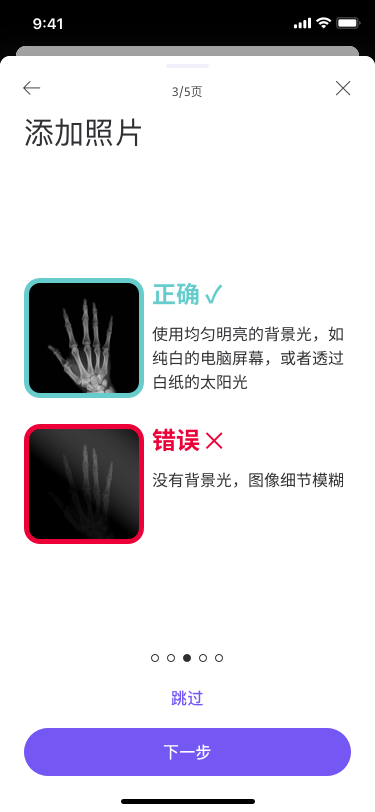 9:41
3/5页
添加照片
正确
使用均匀明亮的背景光，如
纯白的电脑屏幕，或者透过
白纸的太阳光
错误
没有背景光，图像细节模糊
跳过
下一步